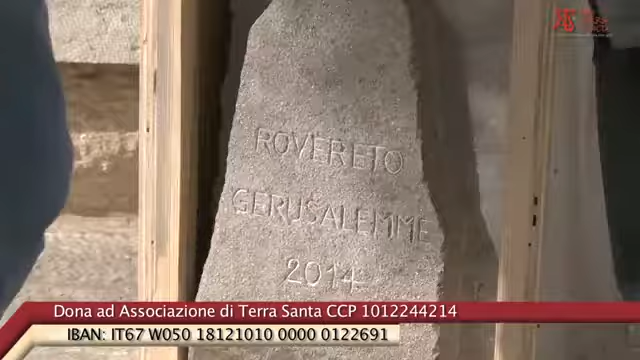 ROVERETO
GERUSALEMME
2014
Dona ad Associazione di Terra Santa CCP 1012244214
IBAN: IT67 W050 18121010 0000 0122691